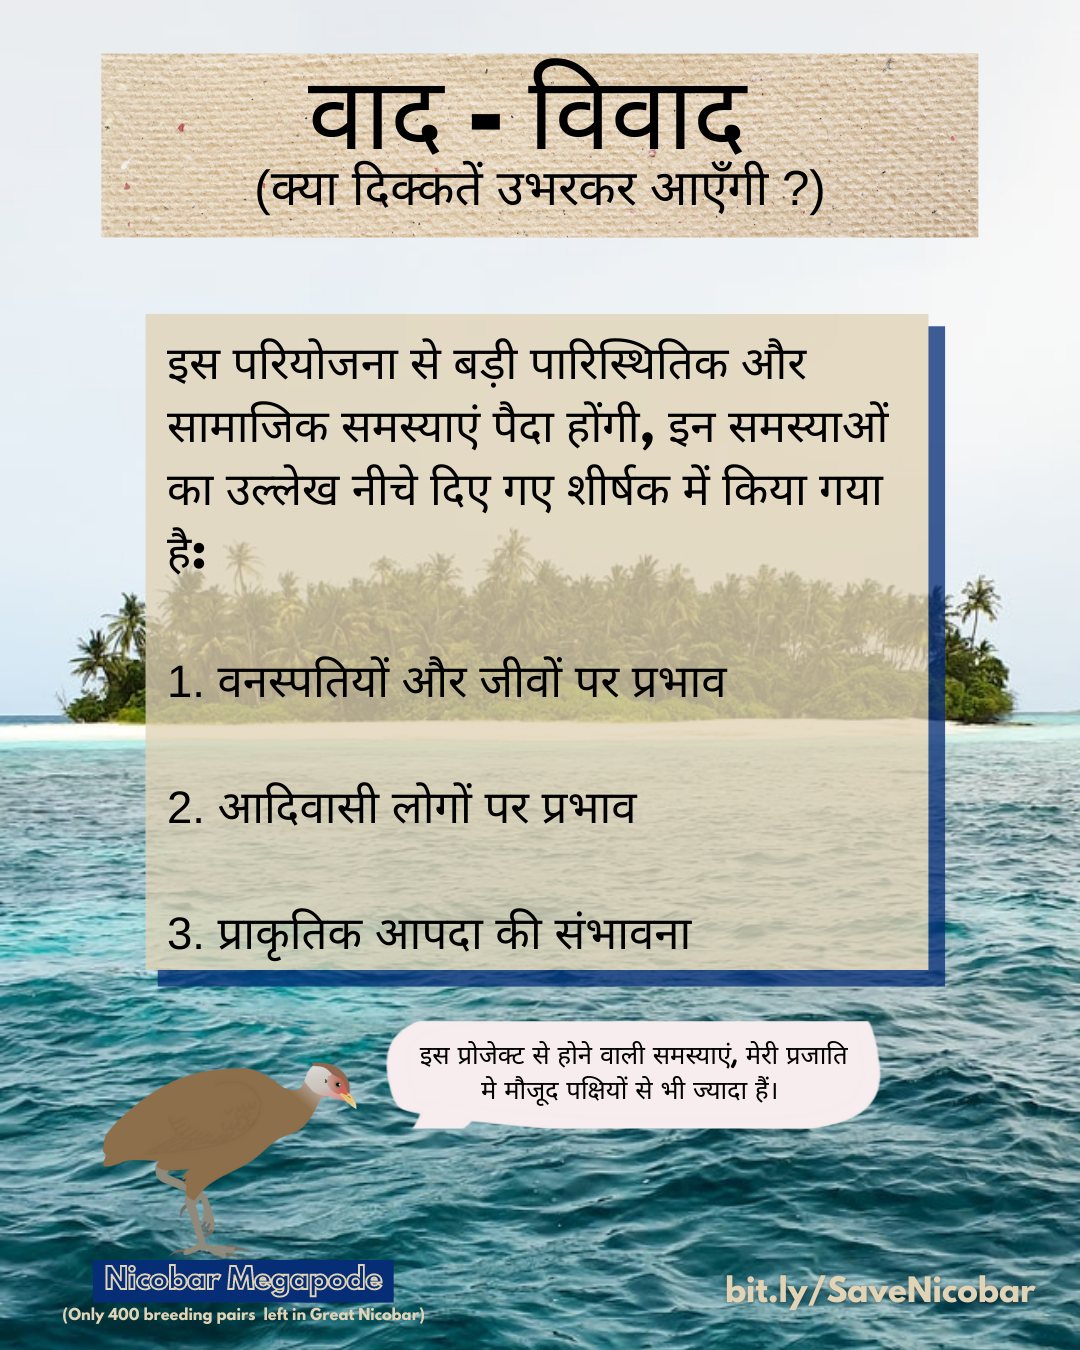 वाद - विवाद
(क्या दिक्कतें उभरकर आएँगी ?)
इस परियोजना से बड़ी पारिस्थितिक और
सामाजिक समस्याएं पैदा होंगी, इन समस्याओं
का उल्लेख नीचे दिए गए शीर्षक में किया गया
है:
1. वनस्पतियों और जीवों पर प्रभाव
2. आदिवासी लोगों पर प्रभाव
3. प्राकृतिक आपदा की संभावना
इस प्रोजेक्ट से होने वाली समस्याएं, मेरी प्रजाति
मे मौजूद पक्षियों से भी ज्यादा हैं।
Nicobar Megapode
(Only 400 breeding pairs left in Great Nicobar)
bit.ly/SaveNicobar